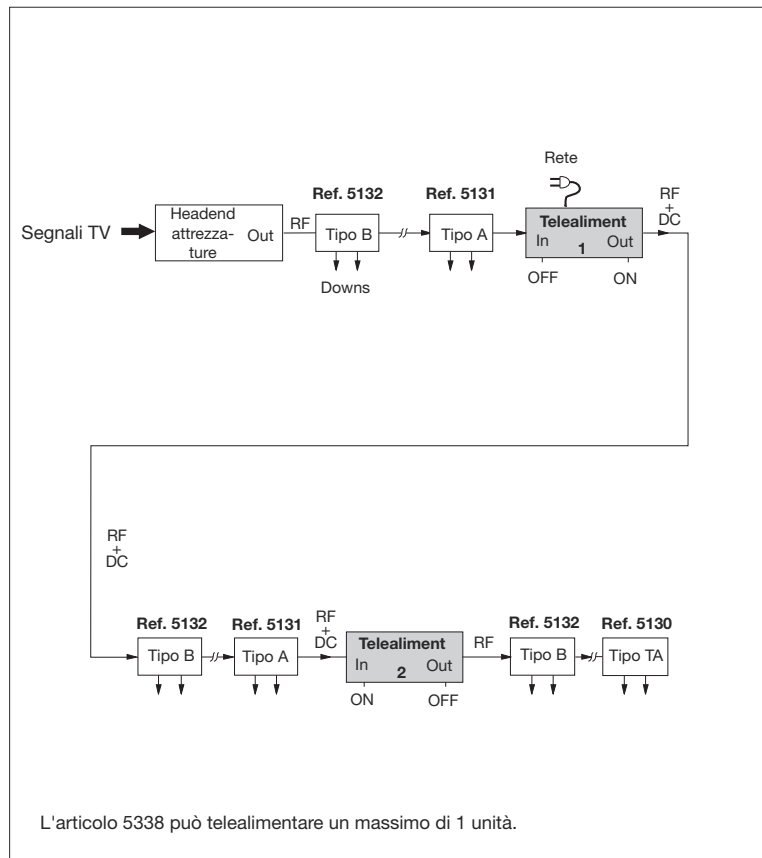 Rete
Ref. 5132
Ref. 5131
RF
+
DC
Segnali TV
Headend
attrezza-
ture
Out
RF
Tipo B
Tipo A
Telealiment
In
1
Out
Downs
OFF
ON
RF
+
DC
Ref. 5132
Ref. 5131
RF
+
DC
Ref. 5132
Ref. 5130
Tipo B
Tipo A
Telealiment
In
2
Out
RF
Tipo B
Tipo TA
ON
OFF
L'articolo 5338 può telealimentare un massimo di 1 unità.